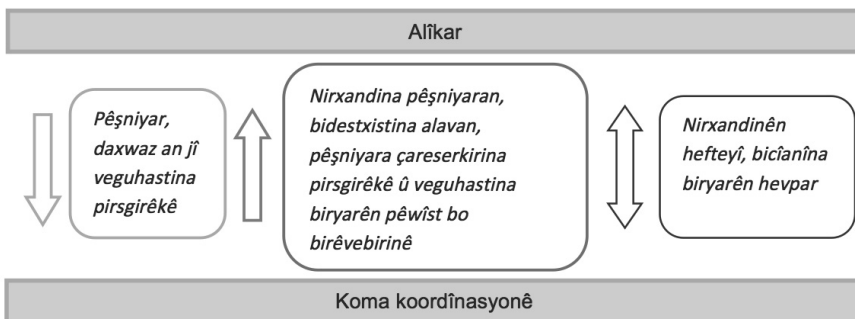 Alîkar
Pêşniyar,
daxwaz an jî
veguhastina
pirsgirêkê
Nirxandina pêşniyaran,
bidestxistina alavan,
pêşniyara çareserkirina
pirsgirêkê û veguhastina
biryarên pêwîst bo
birêvebirinê
Nirxandinên
hefteyî, bicîanîna
biryarên hevpar
Koma koordînasyonê